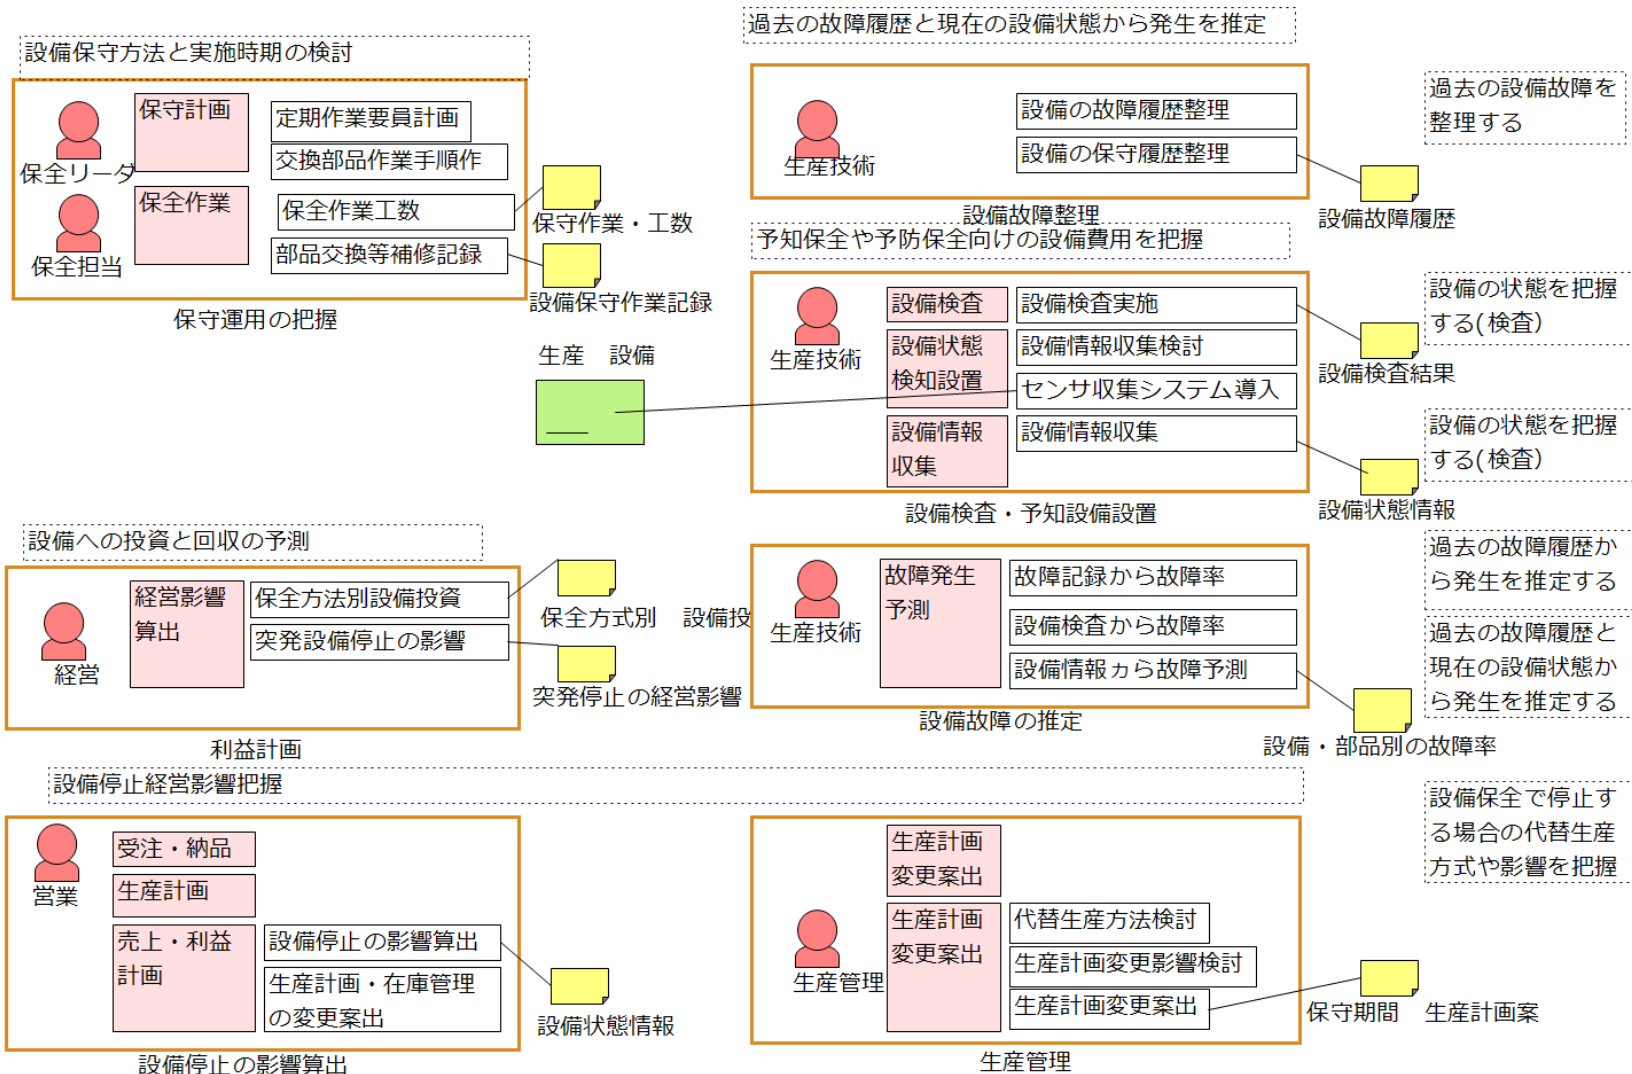 設備保守方法と実施時期の検討
保守計画
定期作業要員計画
交換部品作業手順作
保全リーダ
保全作業
保全作業工数
部品交換等補修記録
保全担当
保守作業・工数
設備保守作業記録
保守運用の把握
生産 設備
過去の故障履歴と現在の設備状態から発生を推定
設備の故障履歴整理
設備の保守履歴整理
生産技術
設備故障整理
設備故障履歴
過去の設備故障を
整理する
予知保全や予防保全向けの設備費用を把握
設備検査
設備検査実施
設備状態
検知設置
設備情報収集検討
センサ収集システム導入
生産技術
設備情報
収集
設備情報収集
設備検査・予知設備設置
設備の状態を把握
する(検査)
設備検査結果
設備の状態を把握
する(検査)
設備状態情報
設備への投資と回収の予測
経営影響
算出
保全方法別設備投資
突発設備停止の影響
経営
保全方式別 設備投
突発停止の経営影響
利益計画
故障発生
予測
故障記録から故障率
設備検査から故障率
設備情報ヵら故障予測
生産技術
設備故障の推定
設備・部品別の故障率
過去の故障履歴か
ら発生を推定する
過去の故障履歴と
現在の設備状態か
ら発生を推定する
設備停止経営影響把握
受注・納品
生産計画
売上・利益
計画
設備停止の影響算出
生産計画・在庫管理
の変更案出
営業
設備状態情報
設備停止の影響算出
生産計画
変更案出
生産計画
変更案出
代替生産方法検討
生産計画変更影響検討
生産計画変更案出
生産管理
生産管理
保守期間 生産計画案
設備保全で停止す
る場合の代替生産
方式や影響を把握